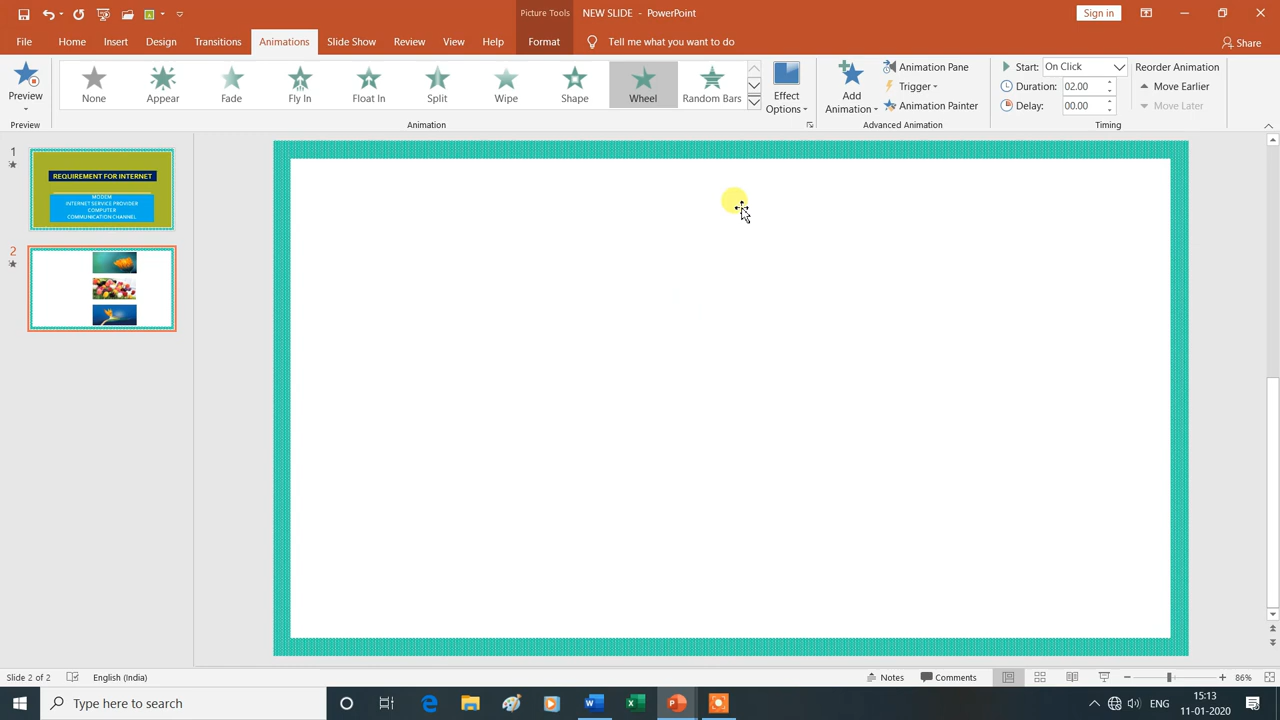 Picture Tools
NEW SLIDE - PowerPoint
Sign in
File
Home
Insert
Design
Transitions
Animations
Slide Show
Review
View
Help
Format
Tell me what you want to do
Share
Preview
None
Appear
Fade
Fly In
Float In
Split
Wipe
Shape
Wheel
Random Bars
Effect
Options
Add
Animation
Animation Pane
Trigger
Animation Painter
Start: On Click
Duration: 02.00
Delay: 00.00
Reorder Animation
Move Earlier
Move Later
Preview
Animation
Advanced Animation
Timing
1
REQUIREMENT FOR INTERNET
MODEM
INTERNET SERVICE PROVIDER
COMPUTER
COMMUNICATION CHANNEL
2
Slide 2 of 2
English (India)
Notes
Comments
86%
Type here to search
ENG
15:13
11-01-2020